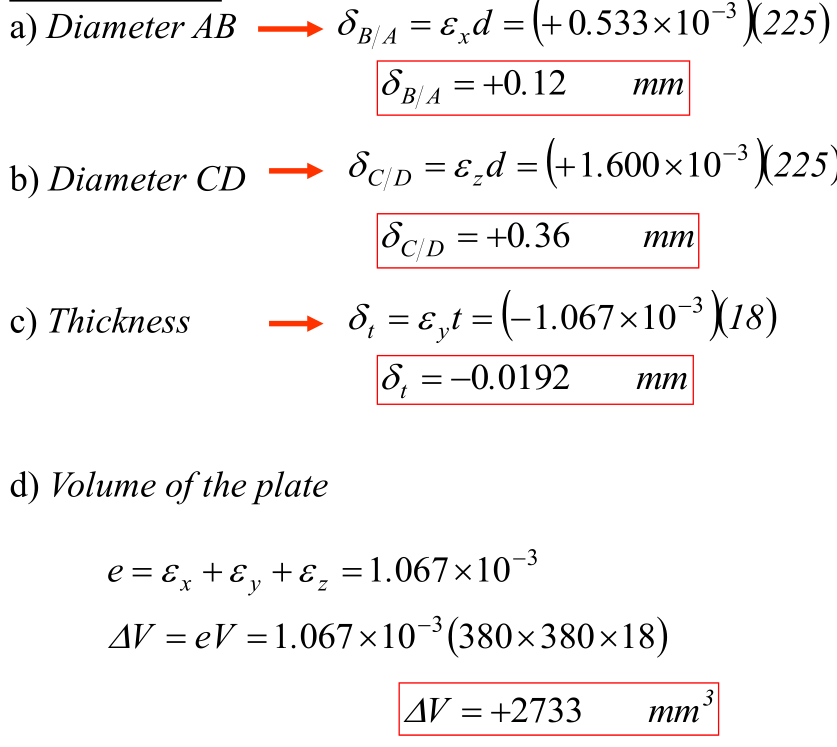 a) Diameter AB → δ_{B/A} = ε_x d = (+0.533×10⁻³)(225)
δ_{B/A} = +0.12 mm
b) Diameter CD → δ_{C/D} = ε_z d = (+1.600×10⁻³)(225)
δ_{C/D} = +0.36 mm
c) Thickness → δ_t = ε_y t = (−1.067×10⁻³)(18)
δ_t = −0.0192 mm
d) Volume of the plate
e = ε_x + ε_y + ε_z = 1.067×10⁻³
ΔV = eV = 1.067×10⁻³(380×380×18)
ΔV = +2733 mm³